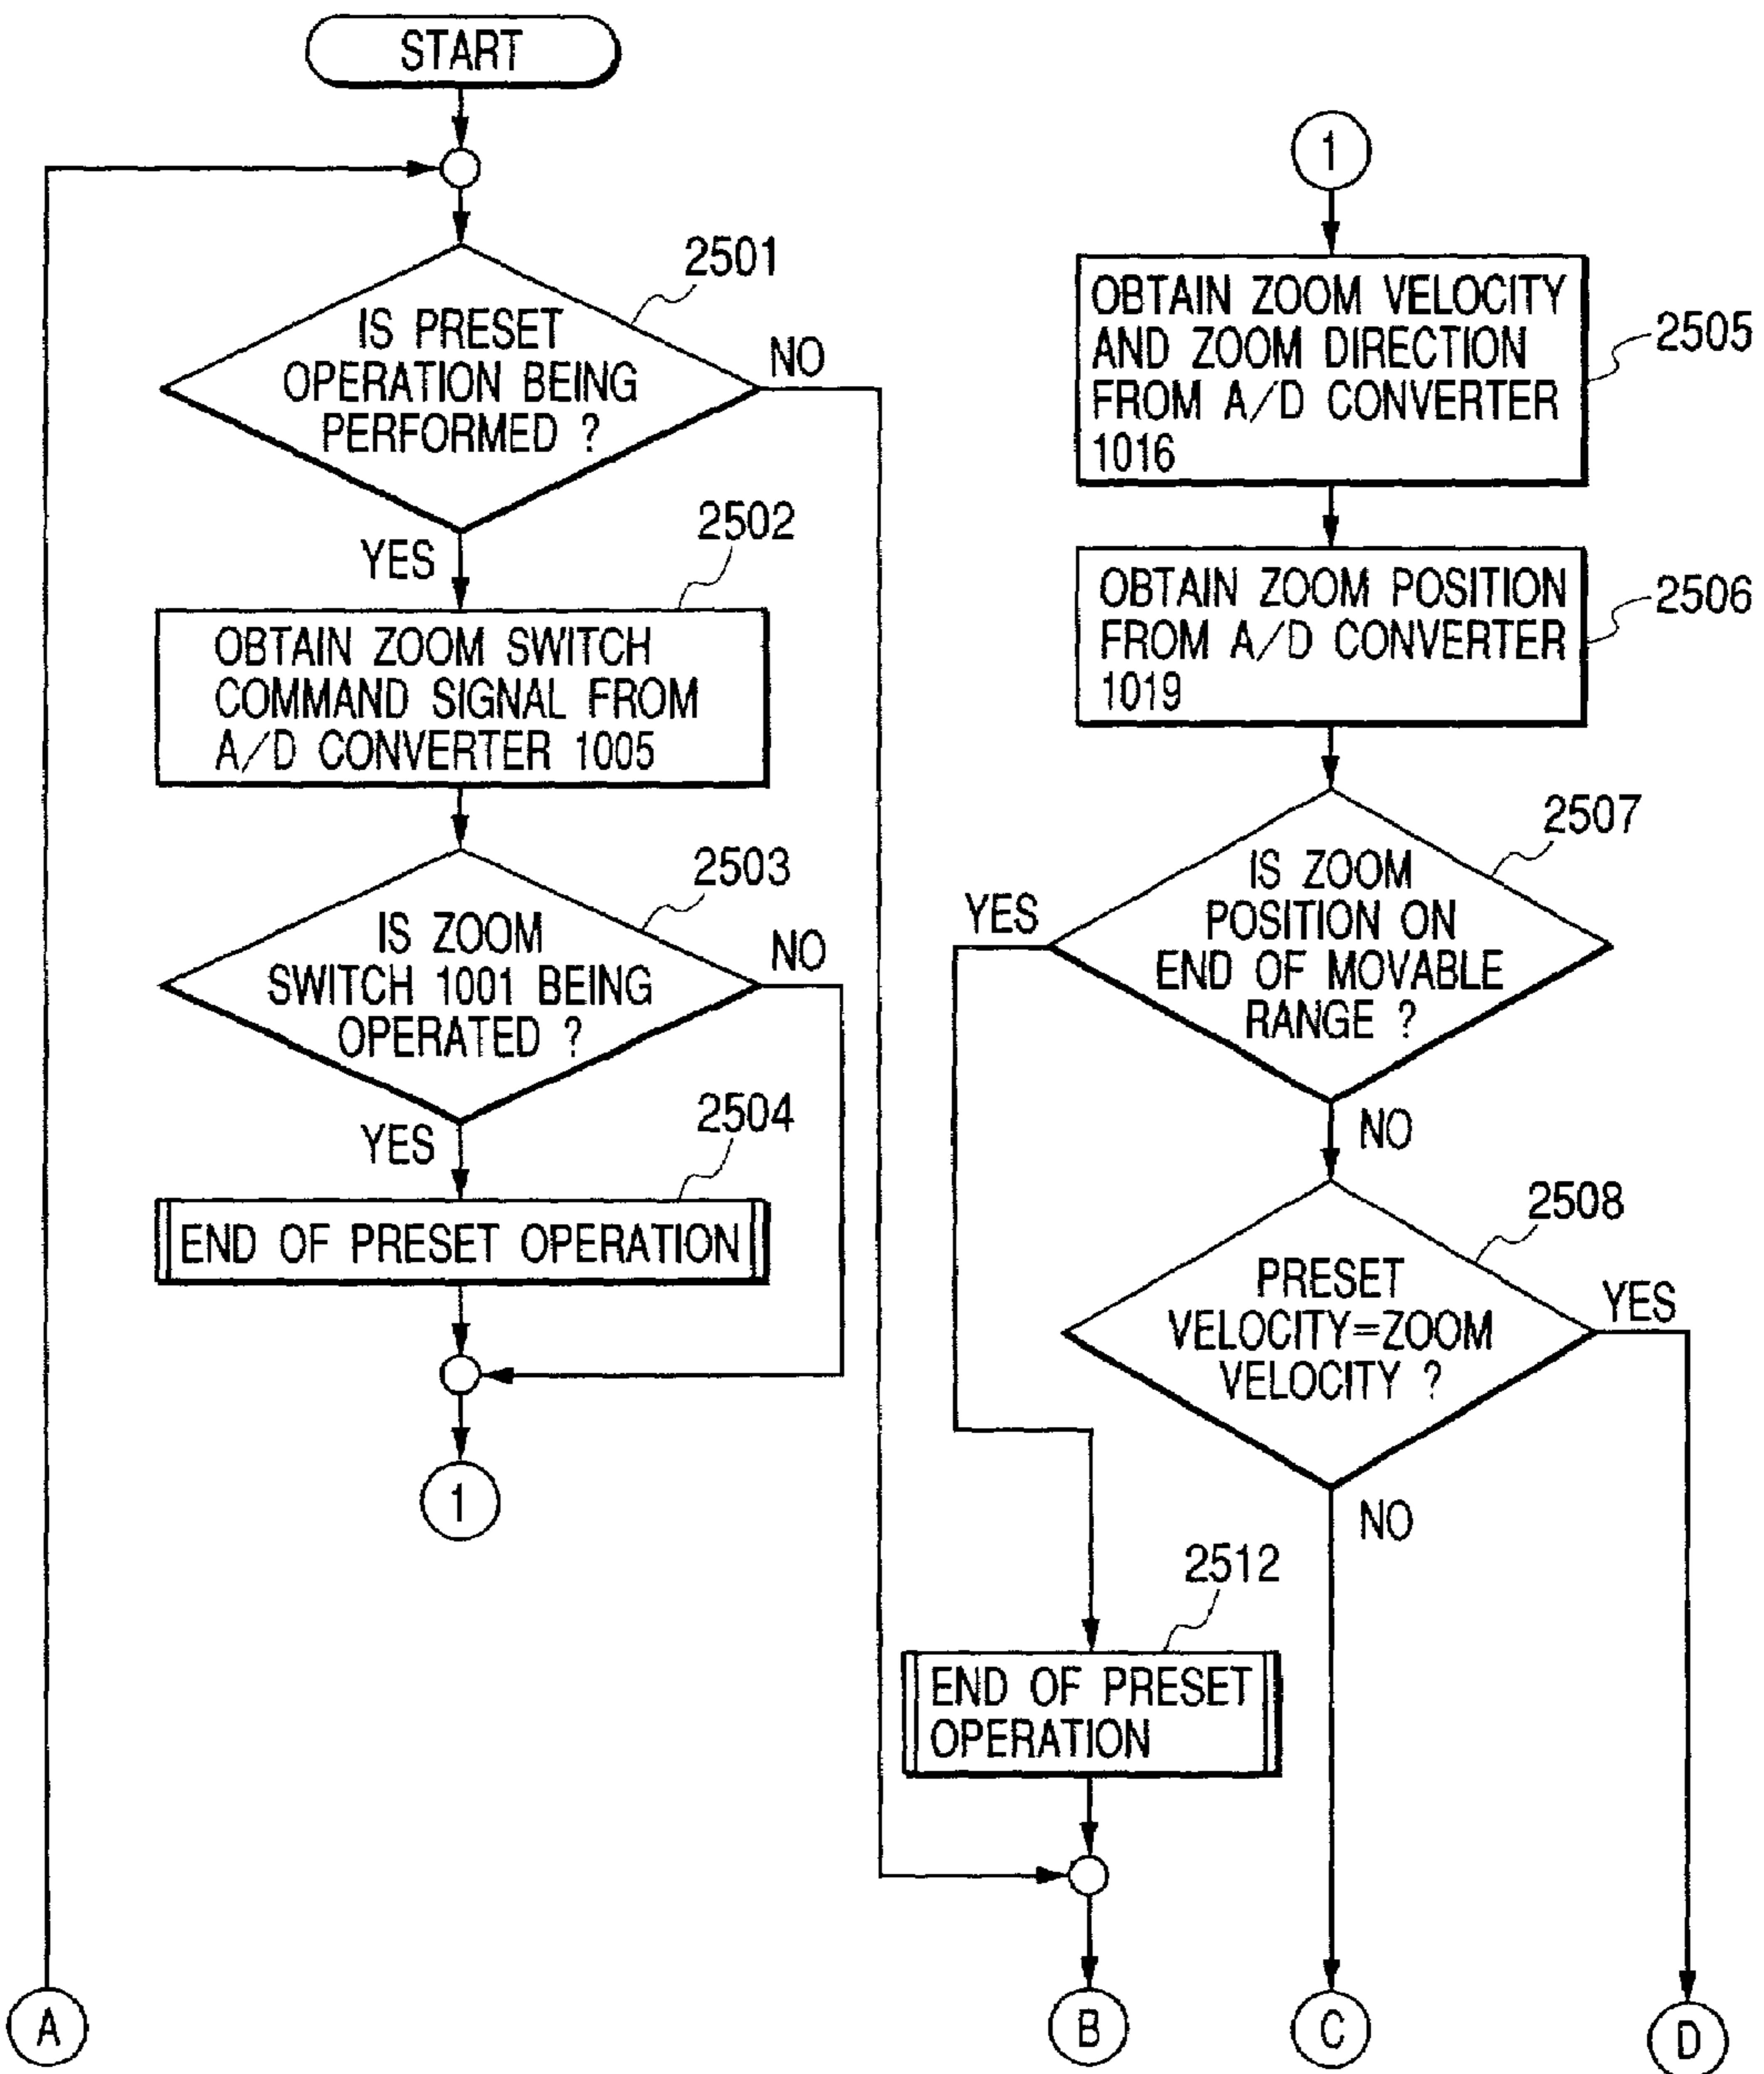 START
2501
IS PRESET
OPERATION BEING
PERFORMED ?
NO
YES
2502
OBTAIN ZOOM SWITCH
COMMAND SIGNAL FROM
A/D CONVERTER 1005
2503
IS ZOOM
SWITCH 1001 BEING
OPERATED ?
NO
YES
2504
END OF PRESET OPERATION
1
A
1
OBTAIN ZOOM VELOCITY
AND ZOOM DIRECTION
FROM A/D CONVERTER
1016
2505
OBTAIN ZOOM POSITION
FROM A/D CONVERTER
1019
2506
2507
IS ZOOM
POSITION ON
END OF MOVABLE
RANGE ?
YES
NO
2508
PRESET
VELOCITY=ZOOM
VELOCITY ?
YES
NO
2512
END OF PRESET
OPERATION
B
C
D